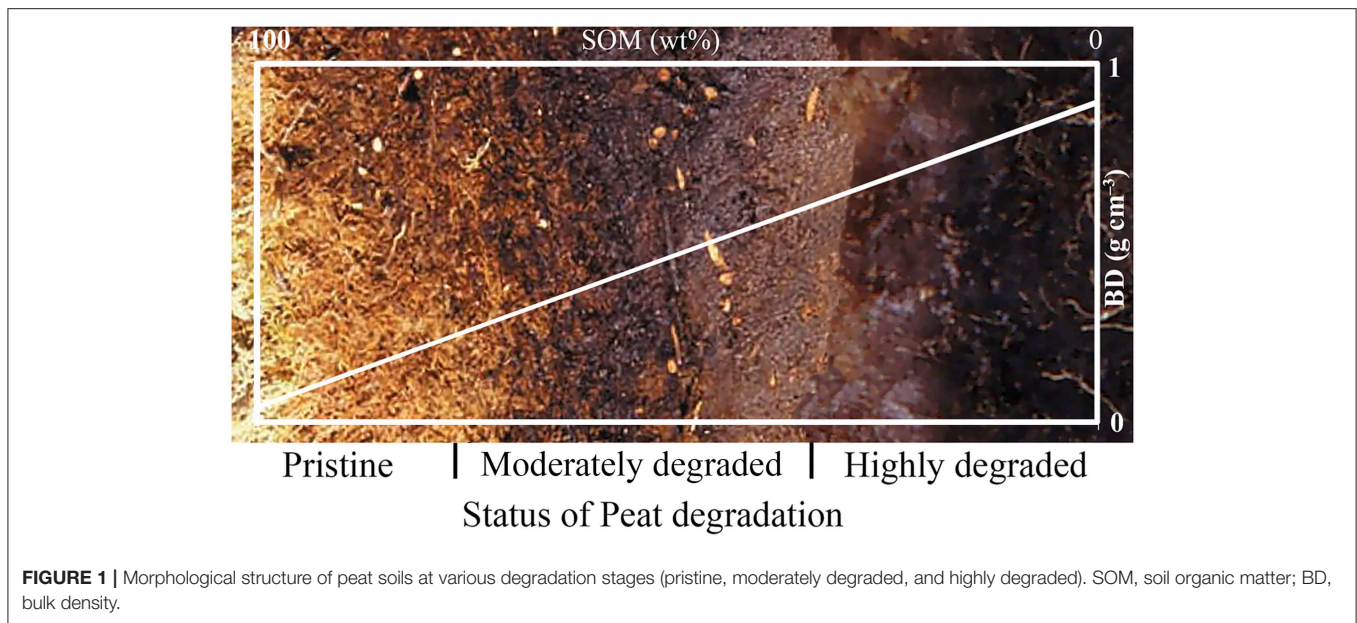 100 SOM (wt%) 0
1
BD (g cm⁻³)
0
Pristine | Moderately degraded | Highly degraded
Status of Peat degradation
FIGURE 1 | Morphological structure of peat soils at various degradation stages (pristine, moderately degraded, and highly degraded). SOM, soil organic matter; BD,
bulk density.